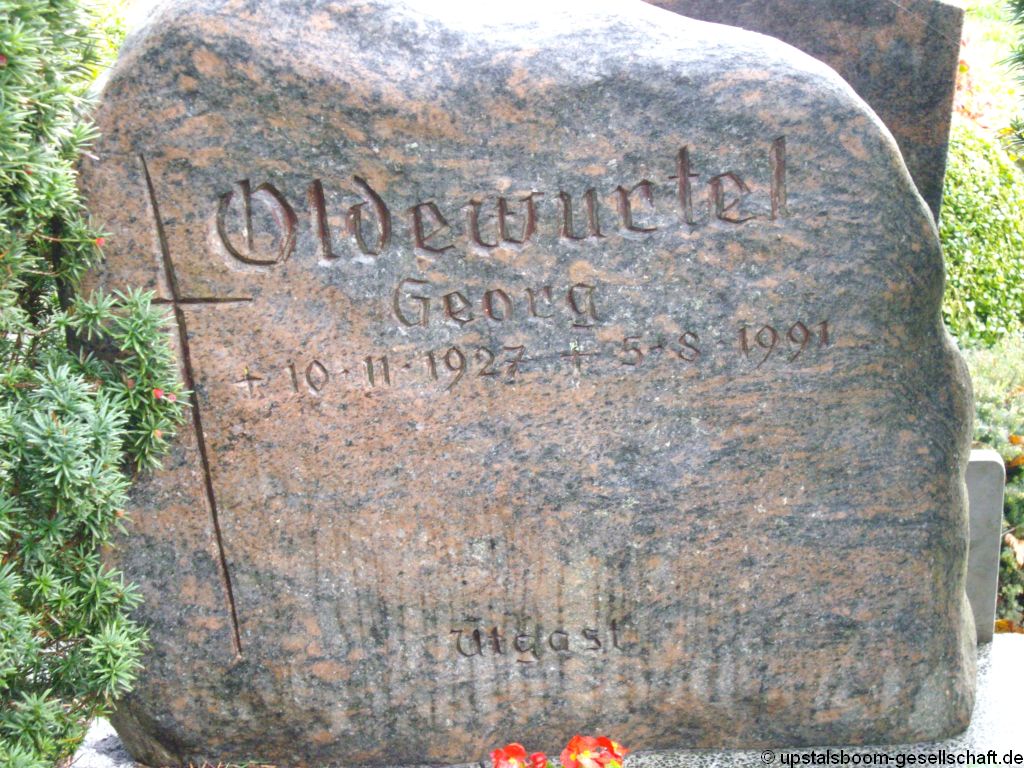 Oldewurtel
Georg
+ 10·11·1927 + 5·8·1991
Utgast
© upstalsboom-gesellschaft.de